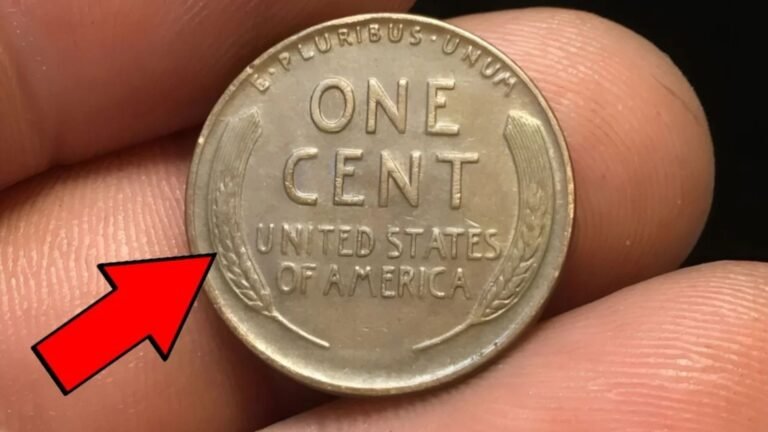 E·PLURIBUS·UNUM
ONE
CENT
UNITED STATES
OF AMERICA